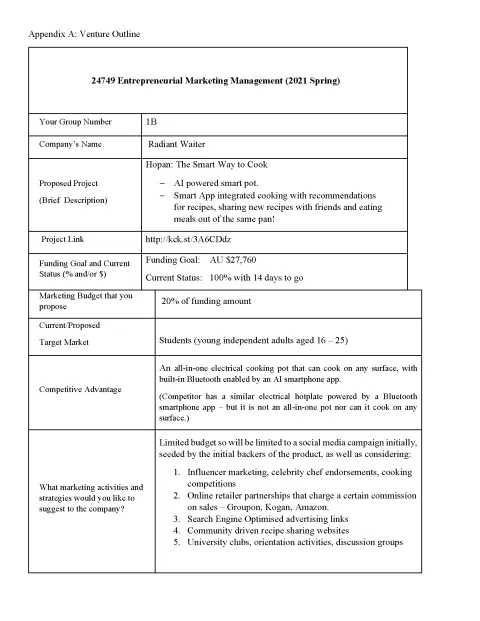 Appendix A: Venture Outline
24749 Entrepreneurial Marketing Management (2021 Spring)
Your Group Number
1B
Company's Name
Radiant Waiter
Proposed Project
(Brief Description)
Hopan: The Smart Way to Cook
– AI powered smart pot.
– Smart App integrated cooking with recommendations
for recipes, sharing new recipes with friends and eating
meals out of the same pan!
Project Link
http://kck.st/3A6CDdz
Funding Goal and Current
Status (% and/or $)
Funding Goal: AU $27,760
Current Status: 100% with 14 days to go
Marketing Budget that you
propose
20% of funding amount
Current/Proposed
Target Market
Students (young independent adults aged 16 – 25)
Competitive Advantage
An all-in-one electrical cooking pot that can cook on any surface, with
built-in Bluetooth enabled by an AI smartphone app.
(Competitor has a similar electrical hotplate powered by a Bluetooth
smartphone app – but it is not an all-in-one pot nor can it cook on any
surface.)
What marketing activities and
strategies would you like to
suggest to the company?
Limited budget so will be limited to a social media campaign initially,
seeded by the initial backers of the product, as well as considering:
1. Influencer marketing, celebrity chef endorsements, cooking
competitions
2. Online retailer partnerships that charge a certain commission
on sales – Groupon, Kogan, Amazon.
3. Search Engine Optimised advertising links
4. Community driven recipe sharing websites
5. University clubs, orientation activities, discussion groups